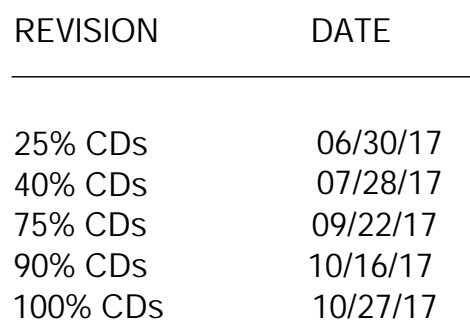 REVISION DATE
25% CDs 06/30/17
40% CDs 07/28/17
75% CDs 09/22/17
90% CDs 10/16/17
100% CDs 10/27/17